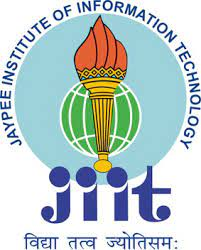 JAYPEE INSTITUTE OF INFORMATION TECHNOLOGY
jiit
विद्या तत्व ज्योतिसमः